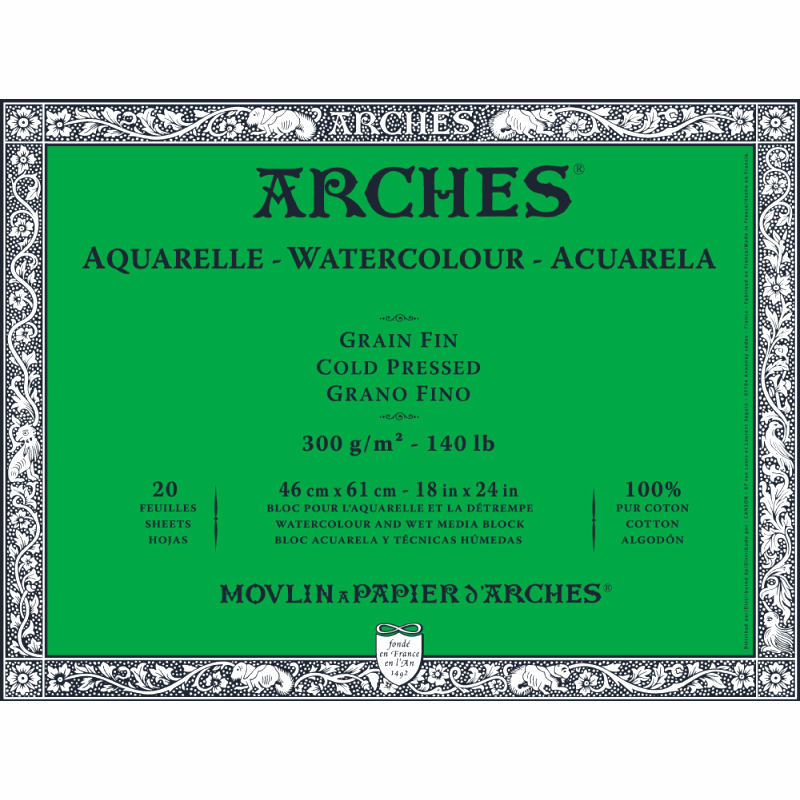 ARCHES
ARCHES®
AQUARELLE - WATERCOLOUR - ACUARELA
GRAIN FIN
COLD PRESSED
GRANO FINO
300 g/m² - 140 lb
20
FEUILLES
SHEETS
HOJAS
46 cm x 61 cm - 18 in x 24 in
BLOC POUR L'AQUARELLE ET LA DÉTREMPE
WATERCOLOUR AND WET MEDIA BLOCK
BLOC ACUARELA Y TÉCNICAS HÚMEDAS
100%
PUR COTON
COTTON
ALGODÓN
MOVLIN A PAPIER D'ARCHES®
fondé
en France
en l'An
1492